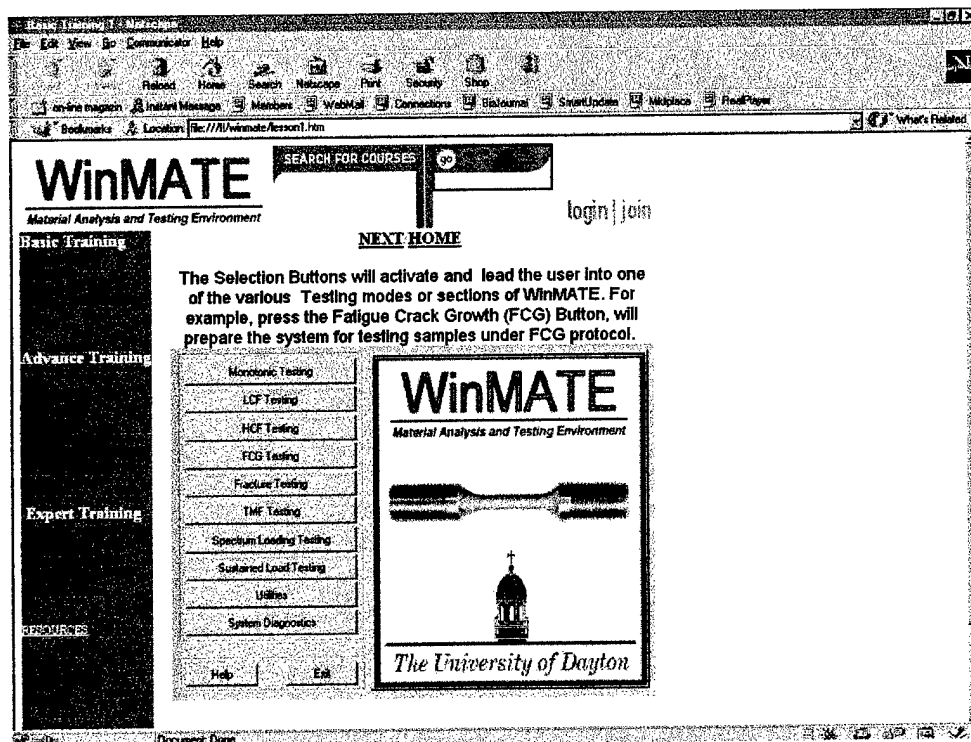 Basic Training 1 - Netscape
File Edit View Go Communicator Help
Reload Home Search Netscape Print Security Shop
Instant Message Members WebMail Connections BizJournal SmartUpdate Mktplace RealPlayer
Bookmarks Location: file:///I|/winmate/lesson1.htm What's Related
WinMATE
Material Analysis and Testing Environment
SEARCH FOR COURSES go
login | join
NEXT HOME
Basic Training
Advance Training
Expert Training
RESOURCES
The Selection Buttons will activate and lead the user into one
of the various Testing modes or sections of WinMATE. For
example, press the Fatigue Crack Growth (FCG) Button, will
prepare the system for testing samples under FCG protocol.
Monotonic Testing
LCF Testing
HCF Testing
FCG Testing
Fracture Testing
TMF Testing
Spectrum Loading Testing
Sustained Load Testing
Utilities
System Diagnostics
Help Exit
WinMATE
Material Analysis and Testing Environment
The University of Dayton
Document: Done